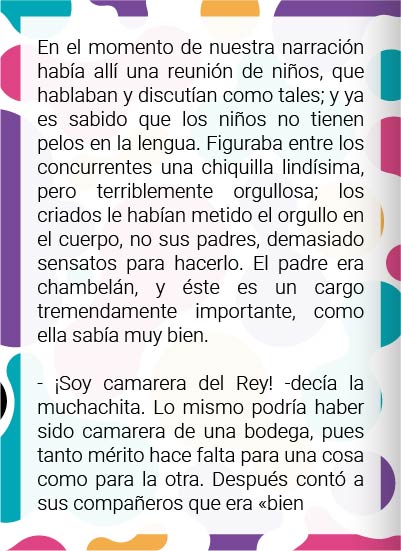 En el momento de nuestra narración
había allí una reunión de niños, que
hablaban y discutían como tales; y ya
es sabido que los niños no tienen
pelos en la lengua. Figuraba entre los
concurrentes una chiquilla lindísima,
pero terriblemente orgullosa; los
criados le habían metido el orgullo en
el cuerpo, no sus padres, demasiado
sensatos para hacerlo. El padre era
chambelán, y éste es un cargo
tremendamente importante, como
ella sabía muy bien.

- ¡Soy camarera del Rey! -decía la
muchachita. Lo mismo podría haber
sido camarera de una bodega, pues
tanto mérito hace falta para una cosa
como para la otra. Después contó a
sus compañeros que era «bien